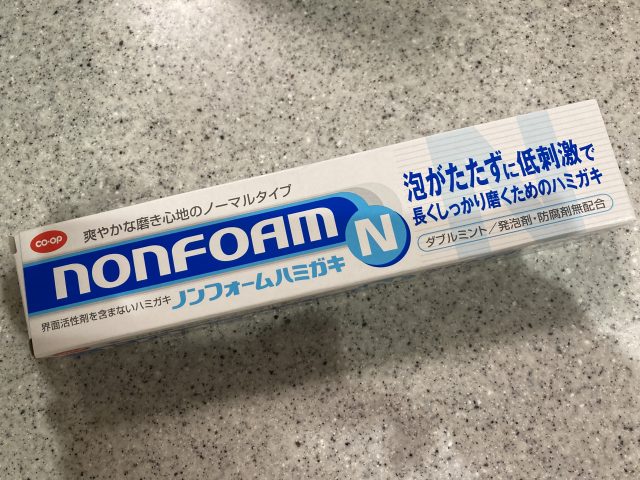 CO・OP
爽やかな磨き心地のノーマルタイプ
NONFOAM N
界面活性剤を含まないハミガキ ノンフォームハミガキ
泡がたたずに低刺激で
長くしっかり磨くためのハミガキ
ダブルミント／発泡剤・防腐剤無配合